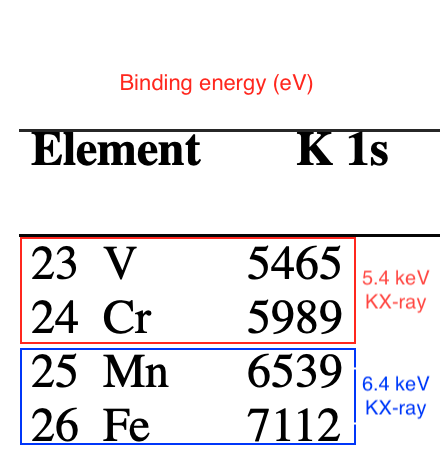 Binding energy (eV)
Element K 1s
23 V 5465
5.4 keV
KX-ray
24 Cr 5989
25 Mn 6539
6.4 keV
KX-ray
26 Fe 7112